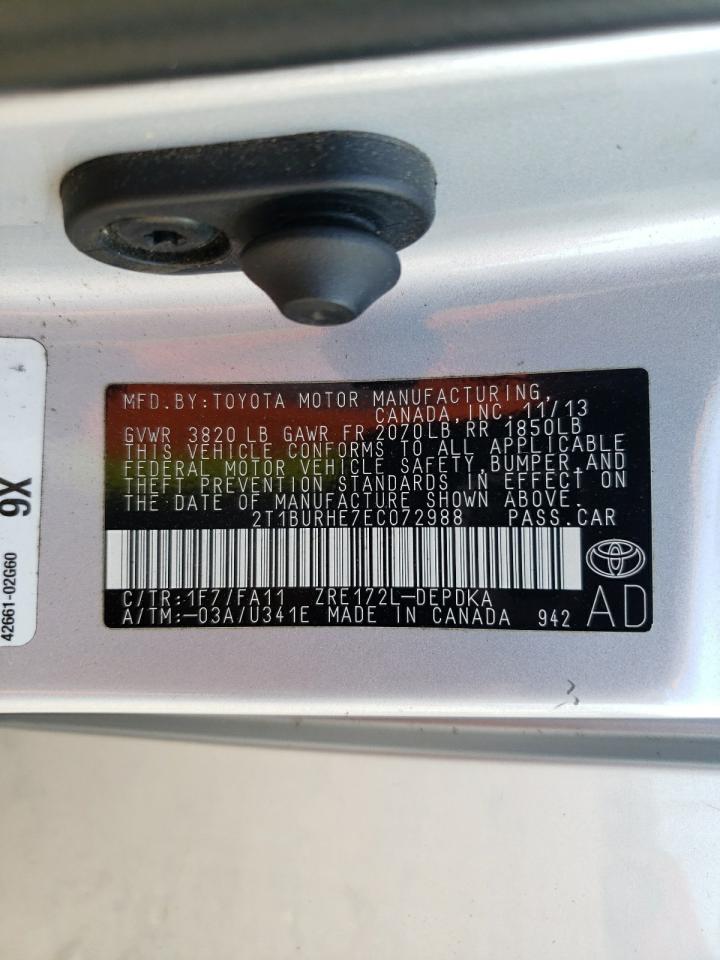 MFD.BY:TOYOTA MOTOR MANUFACTURING,
CANADA,INC. 11/13
GVWR 3820 LB GAWR FR 2070LB RR 1850LB
THIS VEHICLE CONFORMS TO ALL APPLICABLE
FEDERAL MOTOR VEHICLE SAFETY,BUMPER,AND
THEFT PREVENTION STANDARDS IN EFFECT ON
THE DATE OF MANUFACTURE SHOWN ABOVE.
2T1BURHE7EC072988 PASS.CAR
C/TR:1F7/FA11 ZRE172L-DEPDKA
A/TM:-03A/U341E MADE IN CANADA 942
AD
9X
42661-02G60